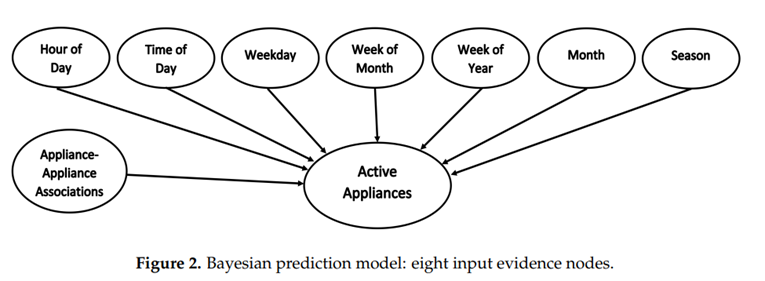 Hour of
Day
Time of
Day
Weekday
Week of
Month
Week of
Year
Month
Season
Appliance-
Appliance
Associations
Active
Appliances
Figure 2. Bayesian prediction model: eight input evidence nodes.